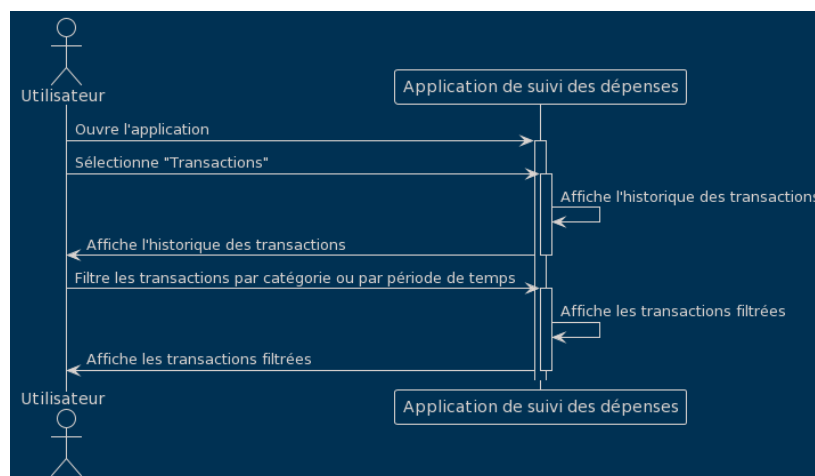 Utilisateur
Application de suivi des dépenses
Ouvre l'application
Sélectionne "Transactions"
Affiche l'historique des transactions
Affiche l'historique des transactions
Filtre les transactions par catégorie ou par période de temps
Affiche les transactions filtrées
Affiche les transactions filtrées
Utilisateur
Application de suivi des dépenses